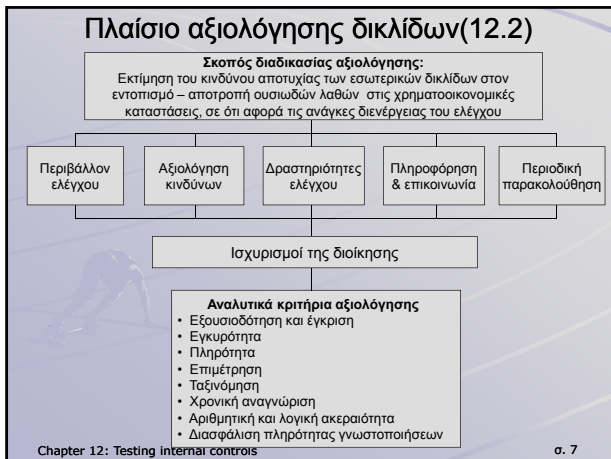 Πλαίσιο αξιολόγησης δικλίδων(12.2)
Σκοπός διαδικασίας αξιολόγησης:
Εκτίμηση του κινδύνου αποτυχίας των εσωτερικών δικλίδων στον
εντοπισμό – αποτροπή ουσιωδών λαθών στις χρηματοοικονομικές
καταστάσεις, σε ότι αφορά τις ανάγκες διενέργειας του ελέγχου
Περιβάλλον
ελέγχου
Αξιολόγηση
κινδύνων
Δραστηριότητες
ελέγχου
Πληροφόρηση
& επικοινωνία
Περιοδική
παρακολούθηση
Ισχυρισμοί της διοίκησης
Αναλυτικά κριτήρια αξιολόγησης
• Εξουσιοδότηση και έγκριση
• Εγκυρότητα
• Πληρότητα
• Επιμέτρηση
• Ταξινόμηση
• Χρονική αναγνώριση
• Αριθμητική και λογική ακεραιότητα
• Διασφάλιση πληρότητας γνωστοποιήσεων
Chapter 12: Testing internal controls
σ. 7